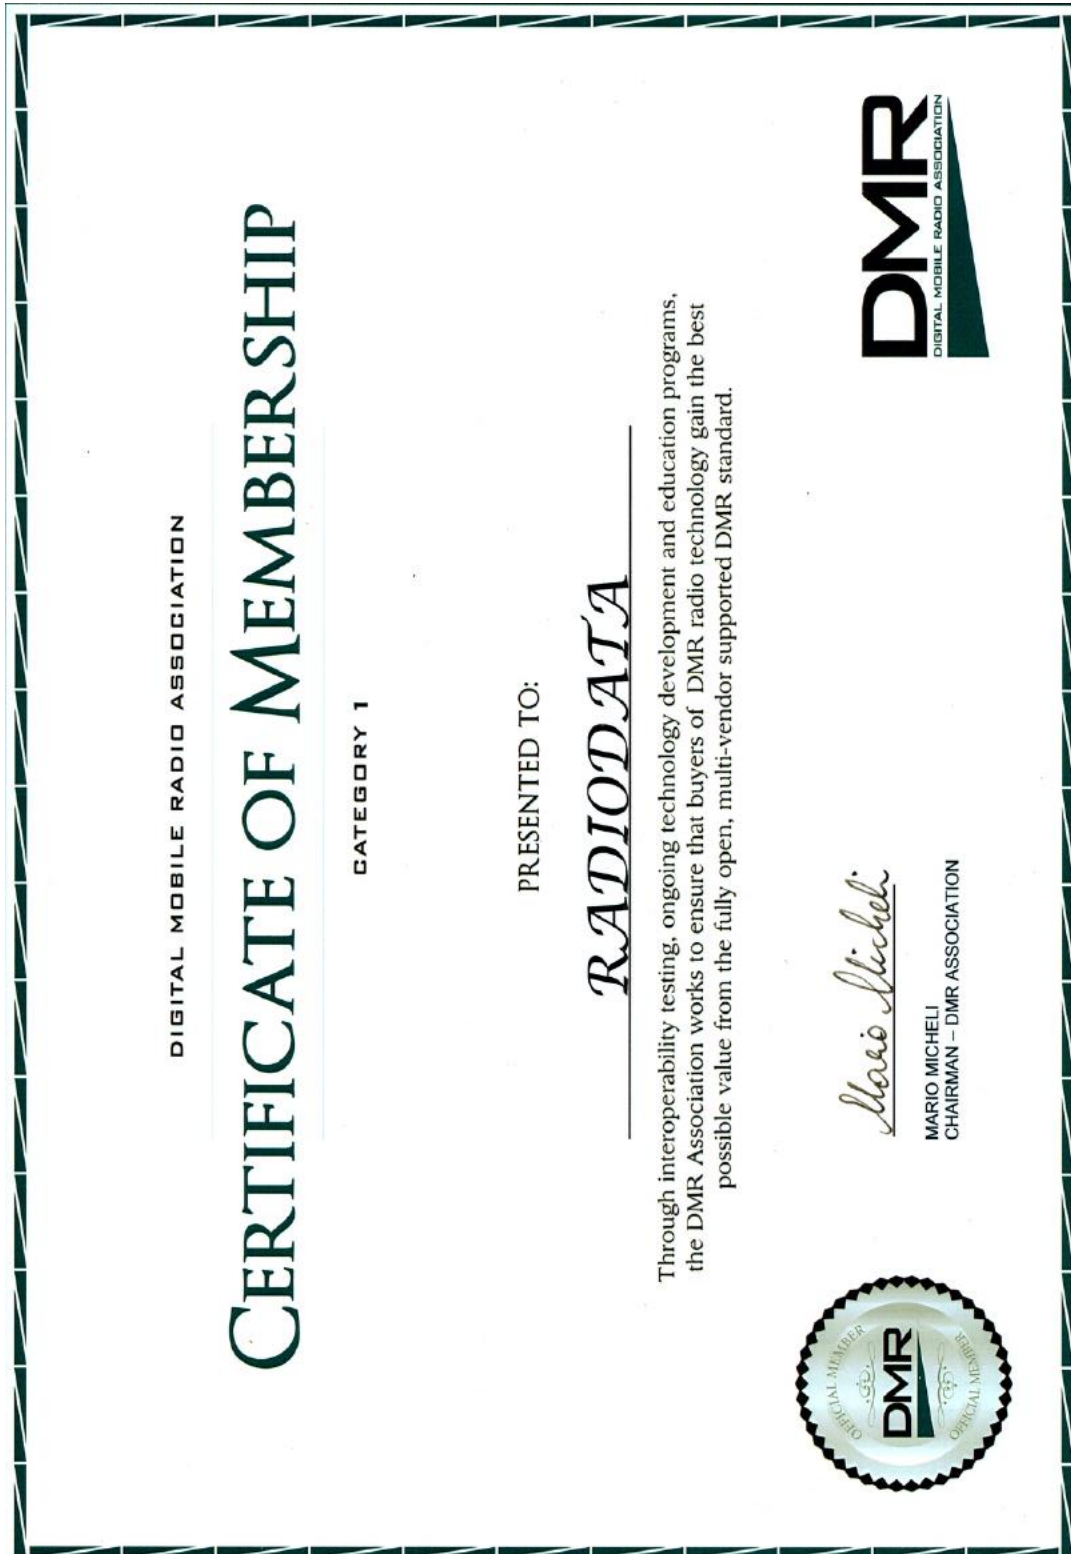 DIGITAL MOBILE RADIO ASSOCIATION
CERTIFICATE OF MEMBERSHIP
CATEGORY 1
PRESENTED TO:
RADIODATA
Through interoperability testing, ongoing technology development and education programs,
the DMR Association works to ensure that buyers of DMR radio technology gain the best
possible value from the fully open, multi-vendor supported DMR standard.
OFFICIAL MEMBER
DMR
OFFICIAL MEMBER
Mario Micheli
MARIO MICHELI
CHAIRMAN – DMR ASSOCIATION
DMR
DIGITAL MOBILE RADIO ASSOCIATION